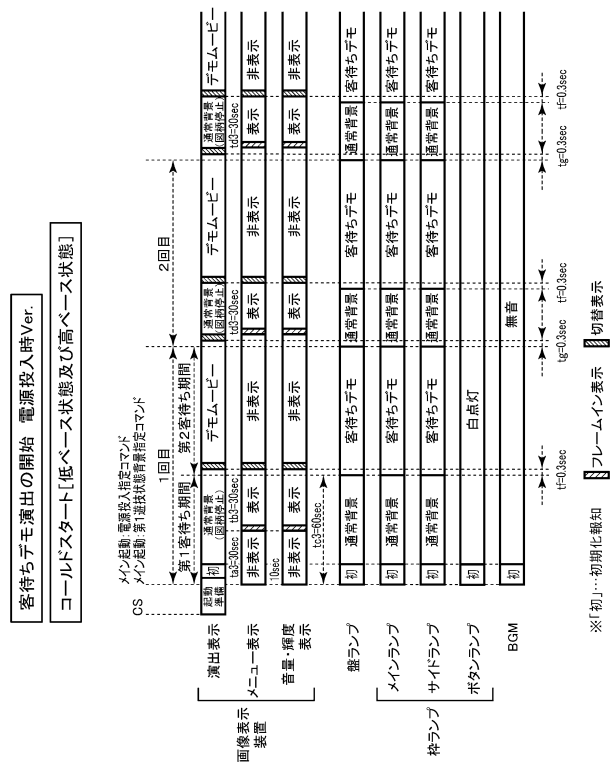 客待ちデモ演出の開始 電源投入時Ver.
コールドスタート[低ベース状態及び高ベース状態]
メイン起動:電源投入指定コマンド
メイン起動:第1遊技状態背景指定コマンド
CS
1回目
2回目
第1客待ち期間
第2客待ち期間
画像表示装置
演出表示
起動準備
初
通常背景(図柄停止)
デモムービー
通常背景(図柄停止)
デモムービー
通常背景(図柄停止)
デモムービー
ta3=30sec
tb3=30sec
td3=30sec
td3=30sec
メニュー表示
非表示
表示
非表示
表示
非表示
表示
非表示
10sec
音量・輝度表示
非表示
表示
非表示
表示
非表示
表示
非表示
tc3=60sec
盤ランプ
初
通常背景
客待ちデモ
通常背景
客待ちデモ
通常背景
客待ちデモ
枠ランプ
メインランプ
初
通常背景
客待ちデモ
通常背景
客待ちデモ
通常背景
客待ちデモ
サイドランプ
初
通常背景
客待ちデモ
通常背景
客待ちデモ
通常背景
客待ちデモ
ボタンランプ
初
白点灯
BGM
初
無音
tf=0.3sec
tg=0.3sec
tf=0.3sec
tg=0.3sec
tf=0.3sec
※「初」…初期化報知
フレームイン表示
切替表示